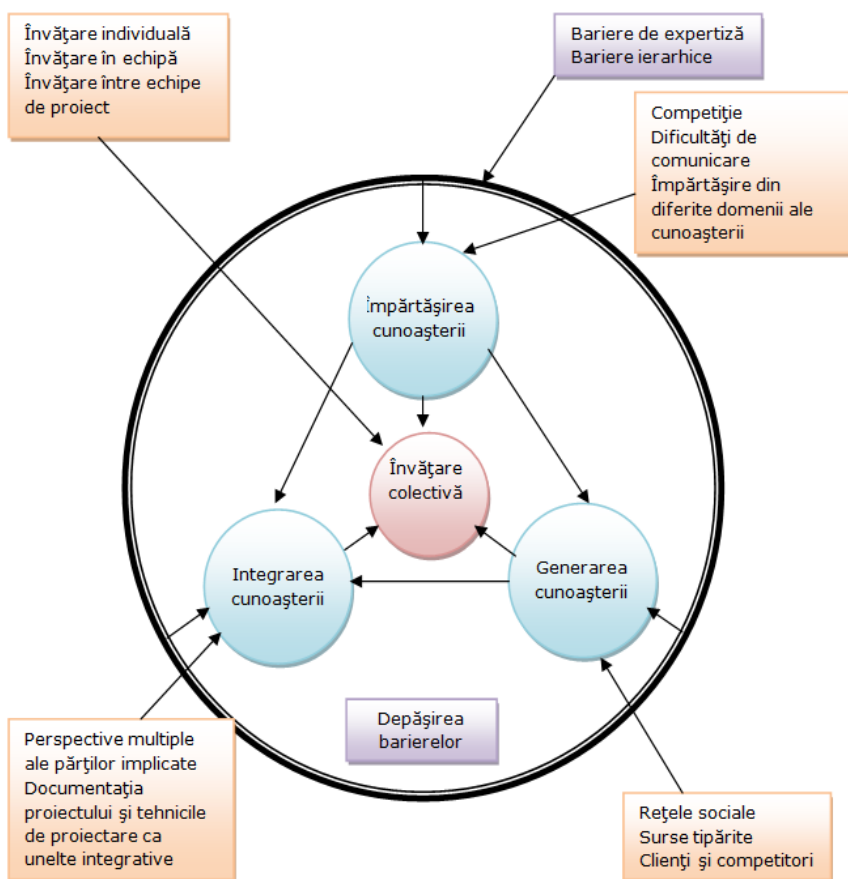 Învăţare individuală
Învăţare în echipă
Învăţare între echipe
de proiect
Bariere de expertiză
Bariere ierarhice
Competiţie
Dificultăţi de
comunicare
Împărtăşire din
diferite domenii ale
cunoaşterii
Împărtăşirea
cunoaşterii
Învăţare
colectivă
Integrarea
cunoaşterii
Generarea
cunoaşterii
Depăşirea
barierelor
Perspective multiple
ale părţilor implicate
Documentaţia
proiectului şi tehnicile
de proiectare ca
unelte integrative
Reţele sociale
Surse tipărite
Clienţi şi competitori